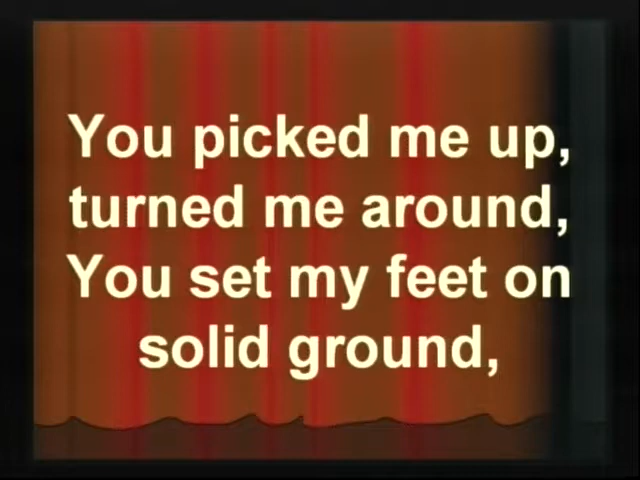 You picked me up,
turned me around,
You set my feet on
solid ground,